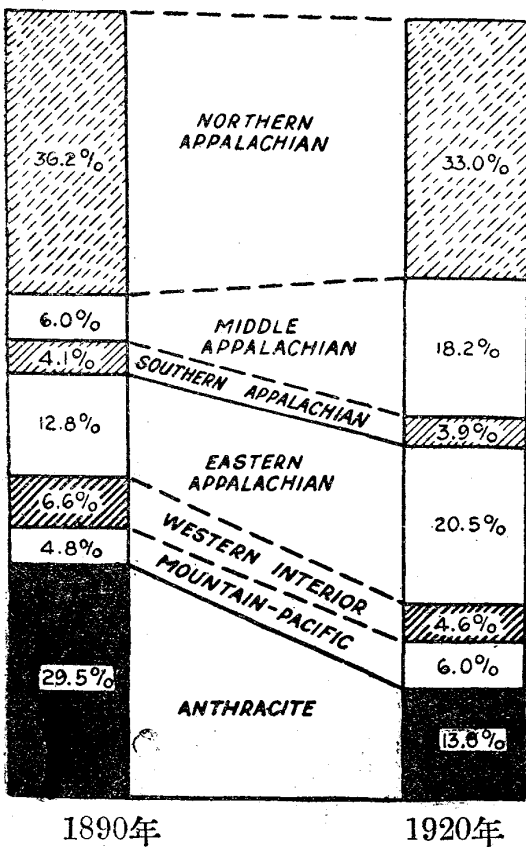 NORTHERN
APPALACHIAN
36.2%
33.0%
6.0%
MIDDLE
APPALACHIAN
18.2%
4.1%
SOUTHERN APPALACHIAN
3.9%
12.8%
EASTERN
APPALACHIAN
20.5%
6.6%
WESTERN INTERIOR
4.6%
4.8%
MOUNTAIN-PACIFIC
6.0%
29.5%
ANTHRACITE
13.8%
1890年
1920年